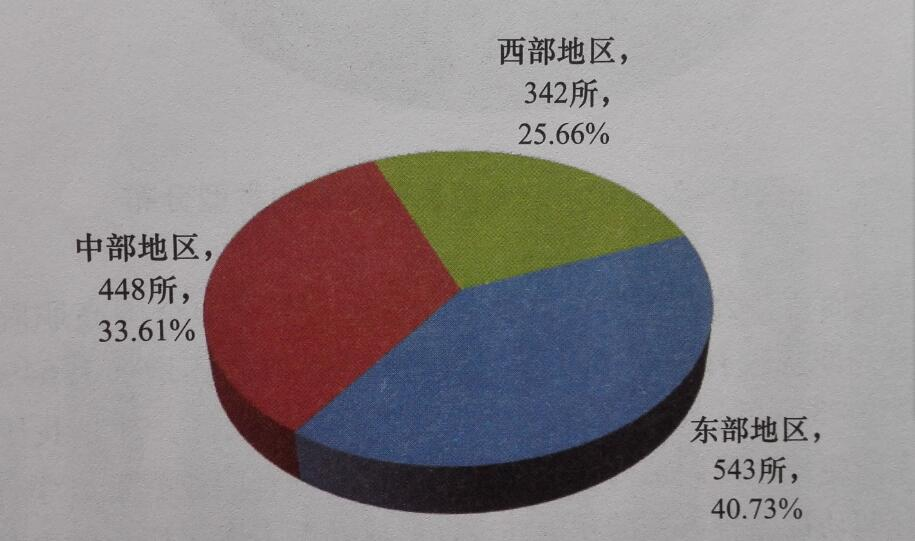 西部地区，
342所，
25.66%
中部地区，
448所，
33.61%
东部地区，
543所，
40.73%